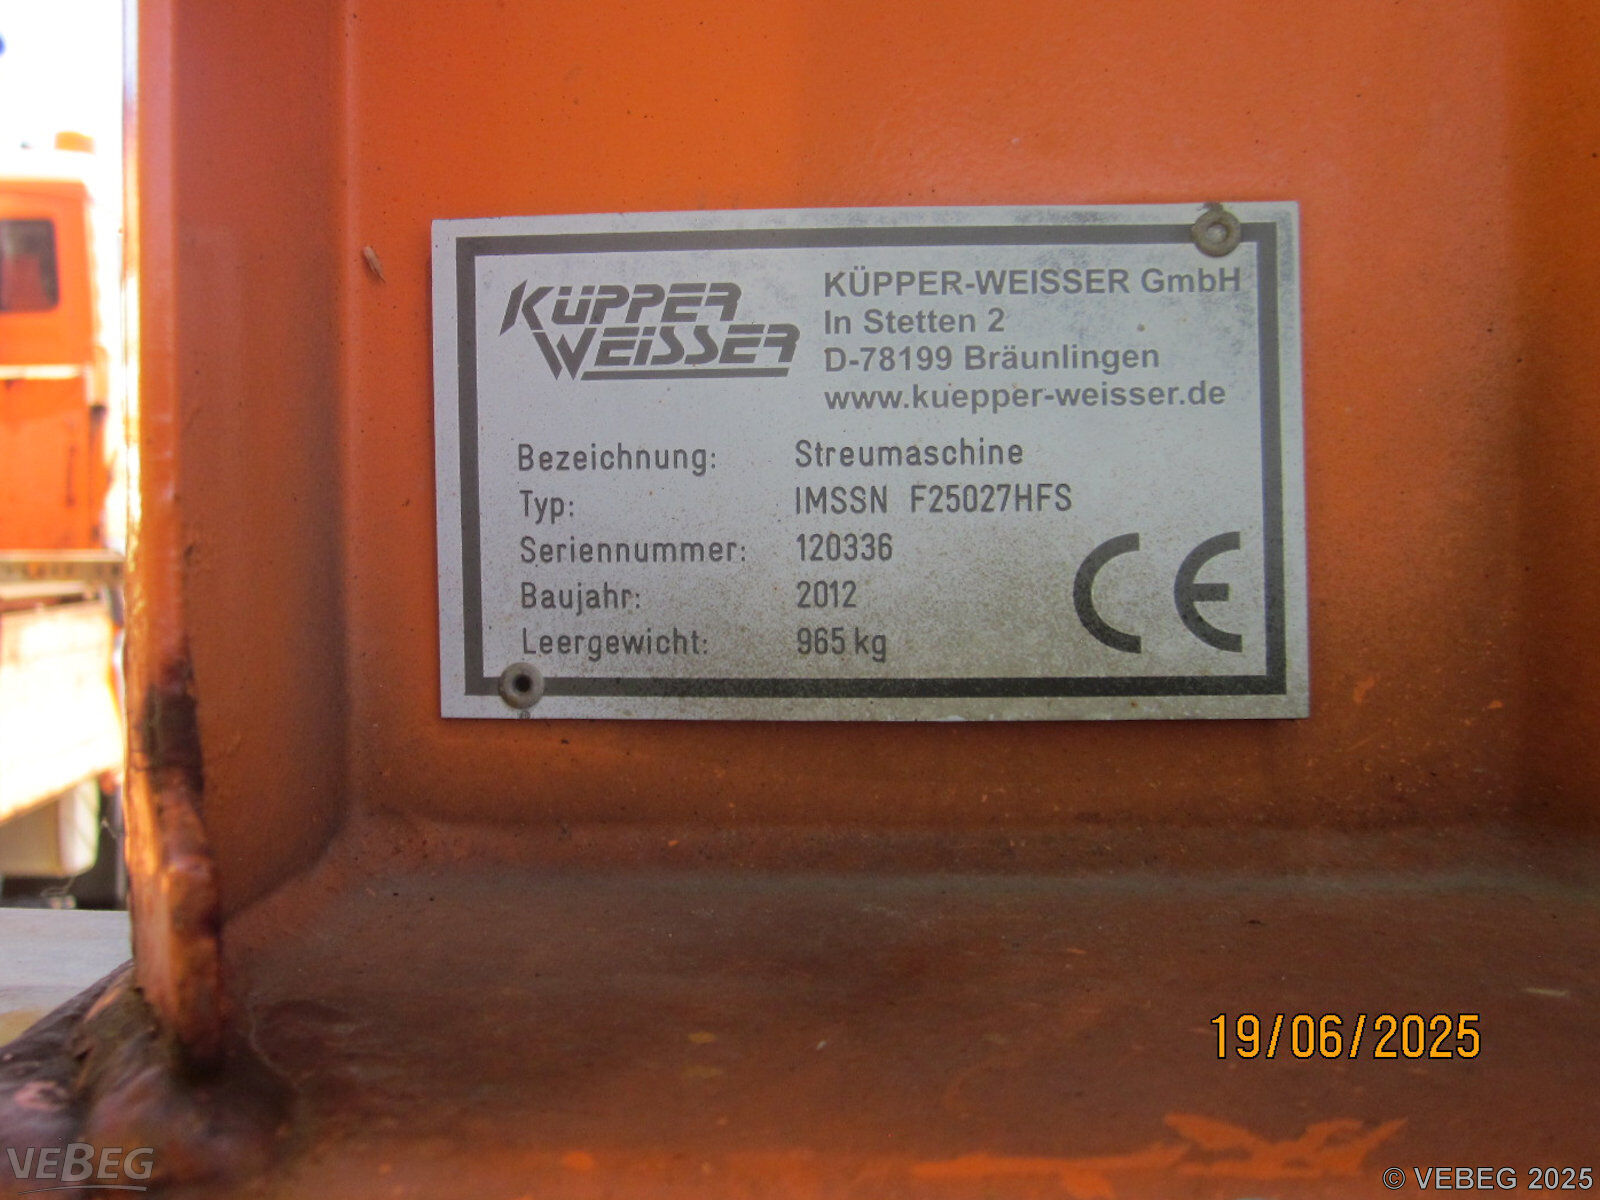 KÜPPER
WEISSER
KÜPPER-WEISSER GmbH
In Stetten 2
D-78199 Bräunlingen
www.kuepper-weisser.de
Bezeichnung: Streumaschine
Typ: IMSSN F25027HFS
Seriennummer: 120336
Baujahr: 2012
Leergewicht: 965 kg
CE
19/06/2025
VEBEG
© VEBEG 2025